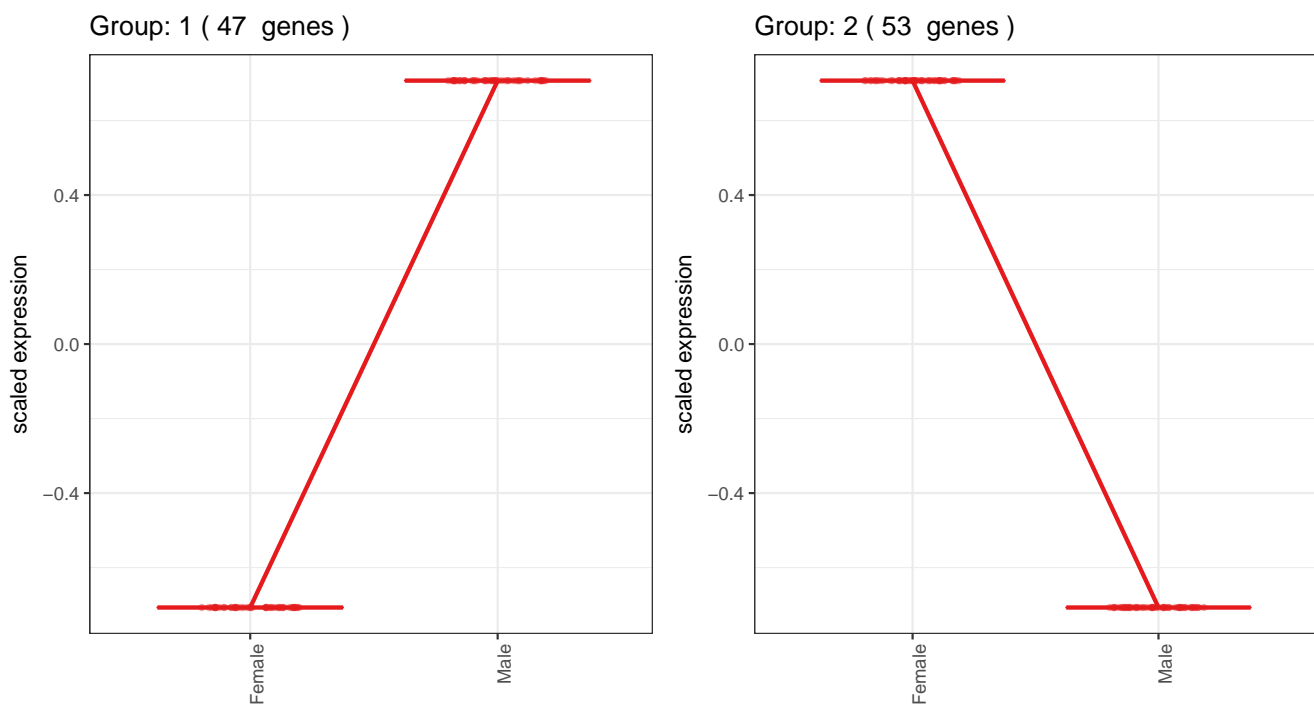 Group: 1 ( 47  genes )
scaled expression
0.4
0.0
−0.4
Female
Male
Group: 2 ( 53  genes )
scaled expression
0.4
0.0
−0.4
Female
Male